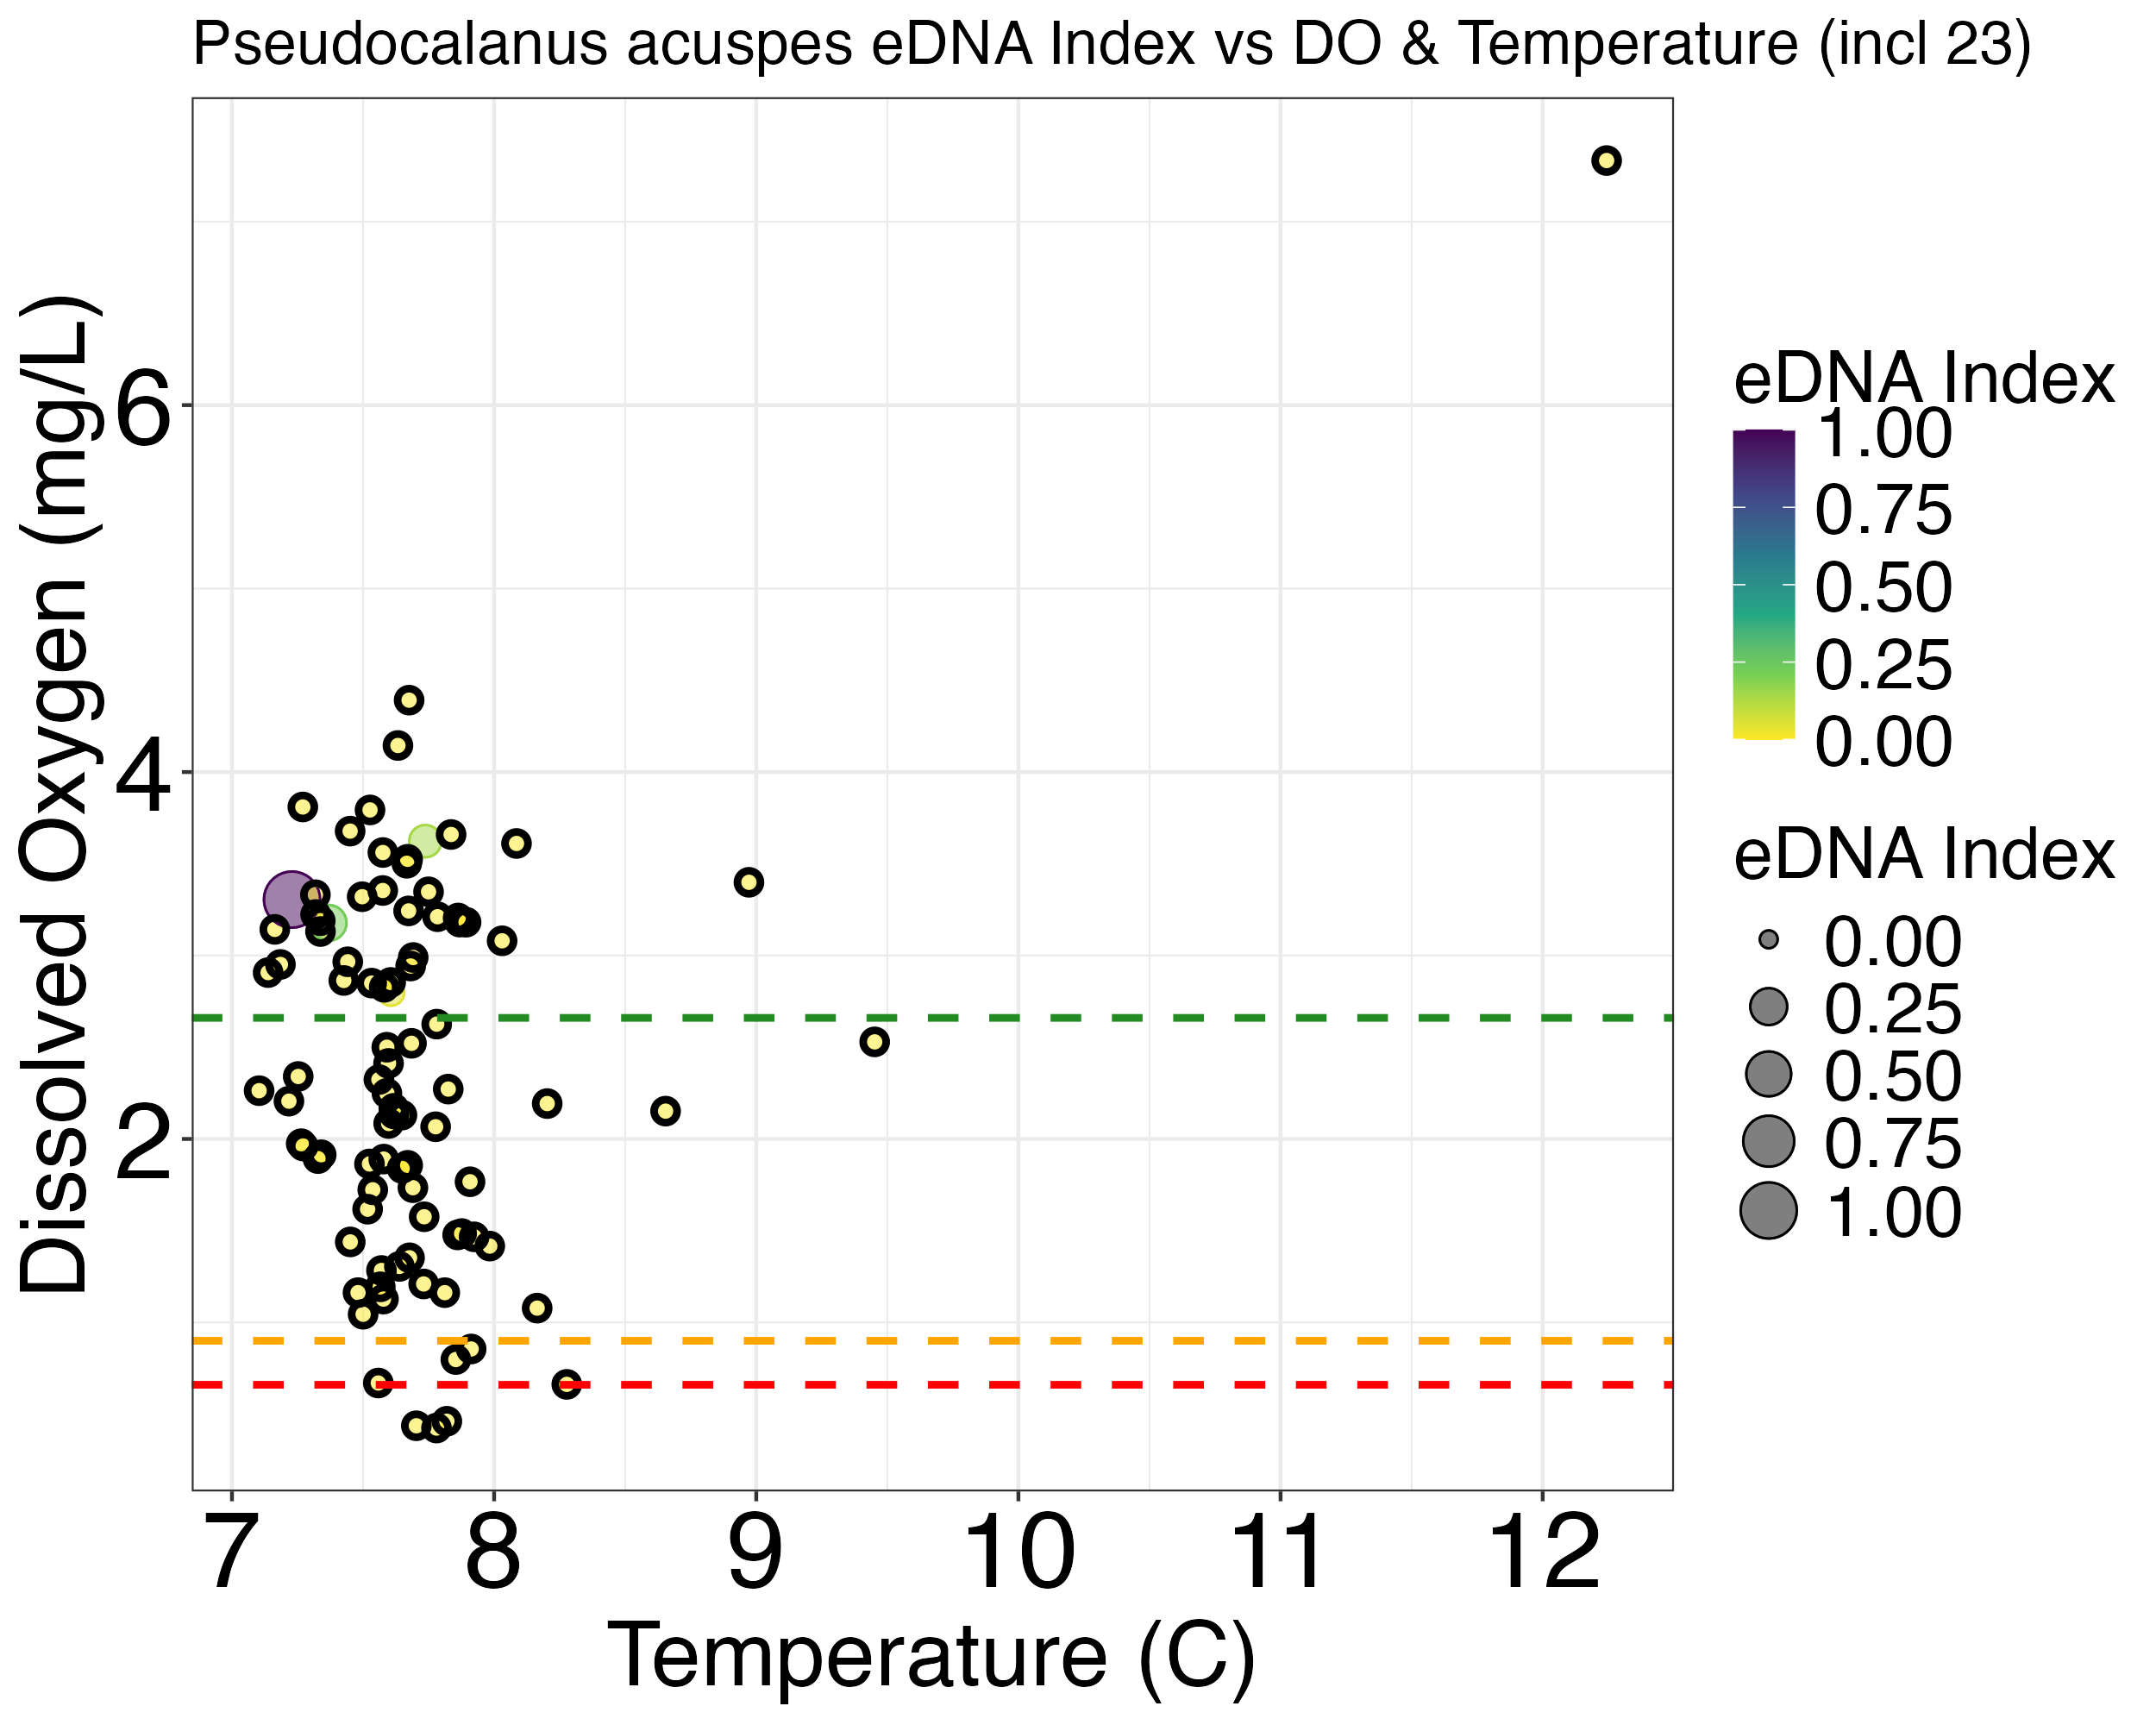 Pseudocalanus acuspes eDNA Index vs DO & Temperature (incl 23)
Dissolved Oxygen (mg/L)
6
4
2
7 8 9 10 11 12
Temperature (C)
eDNA Index
1.00
0.75
0.50
0.25
0.00
eDNA Index
0.00
0.25
0.50
0.75
1.00